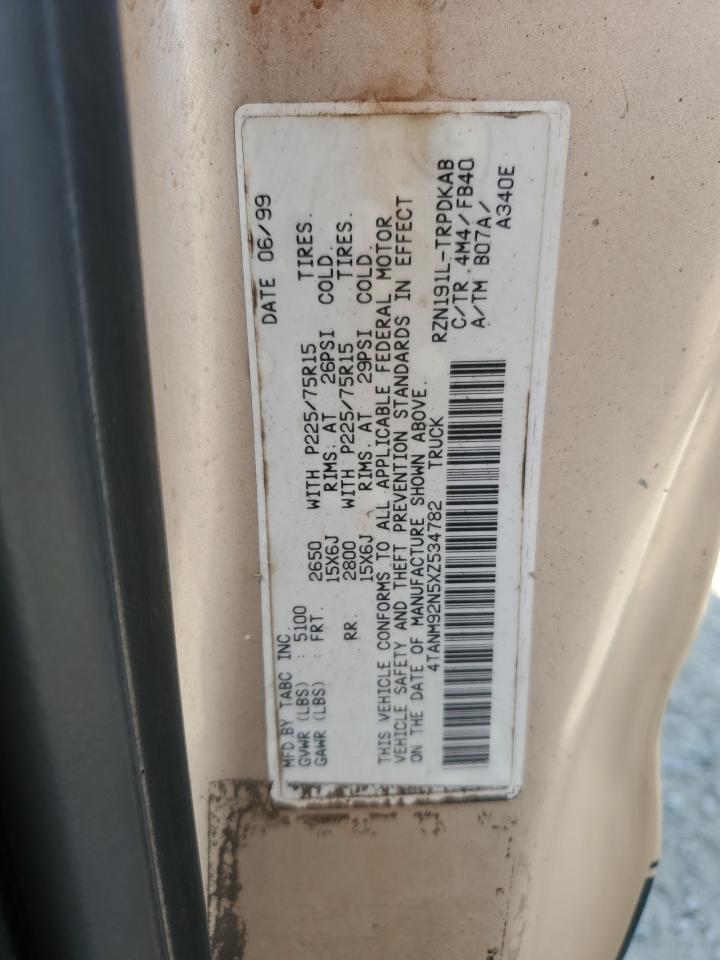 MFD BY TABC INC. DATE 06/99
GVWR (LBS) : 5100
GAWR (LBS) : FRT. 2650 WITH P225/75R15 TIRES.
15X6J RIMS. AT 26PSI COLD.
RR. 2800 WITH P225/75R15 TIRES.
15X6J RIMS. AT 29PSI COLD.
THIS VEHICLE CONFORMS TO ALL APPLICABLE FEDERAL MOTOR
VEHICLE SAFETY AND THEFT PREVENTION STANDARDS IN EFFECT
ON THE DATE OF MANUFACTURE SHOWN ABOVE.
4TANM92N5XZ534782 TRUCK
RZN191L-TRPDKAB
C/TR 4M4/FB40
A/TM B07A/
A340E